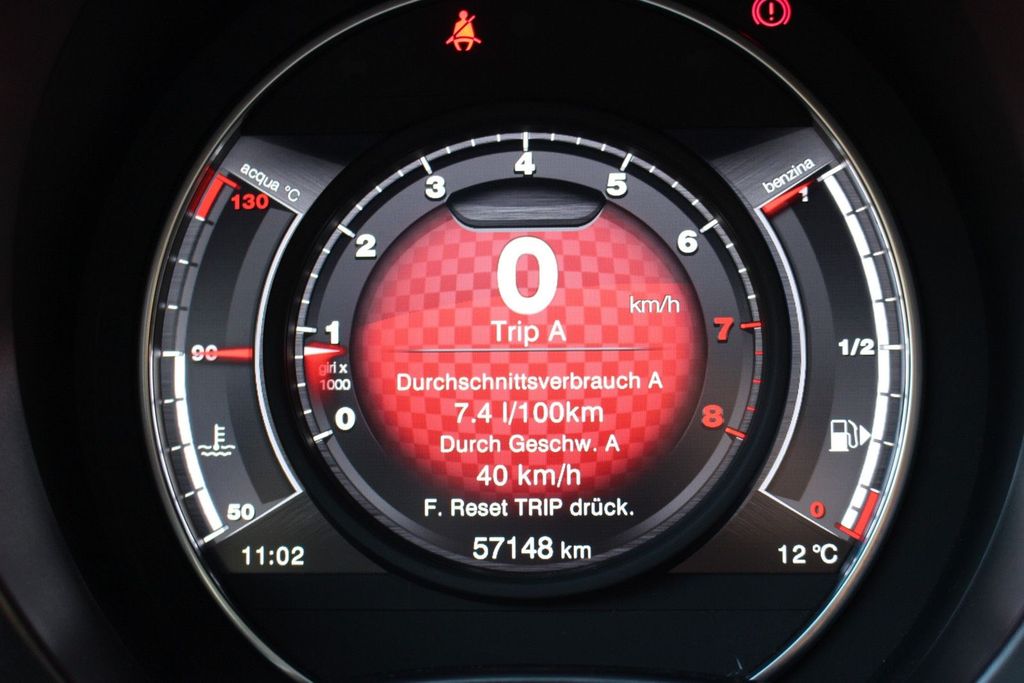 acqua °C
130
90
50
11:02
0
1
2
3
4
5
6
7
8
giri x
1000
0
km/h
Trip A
Durchschnittsverbrauch A
7.4 l/100km
Durch Geschw. A
40 km/h
F. Reset TRIP drück.
57148 km
benzina
1/2
0
12 °C